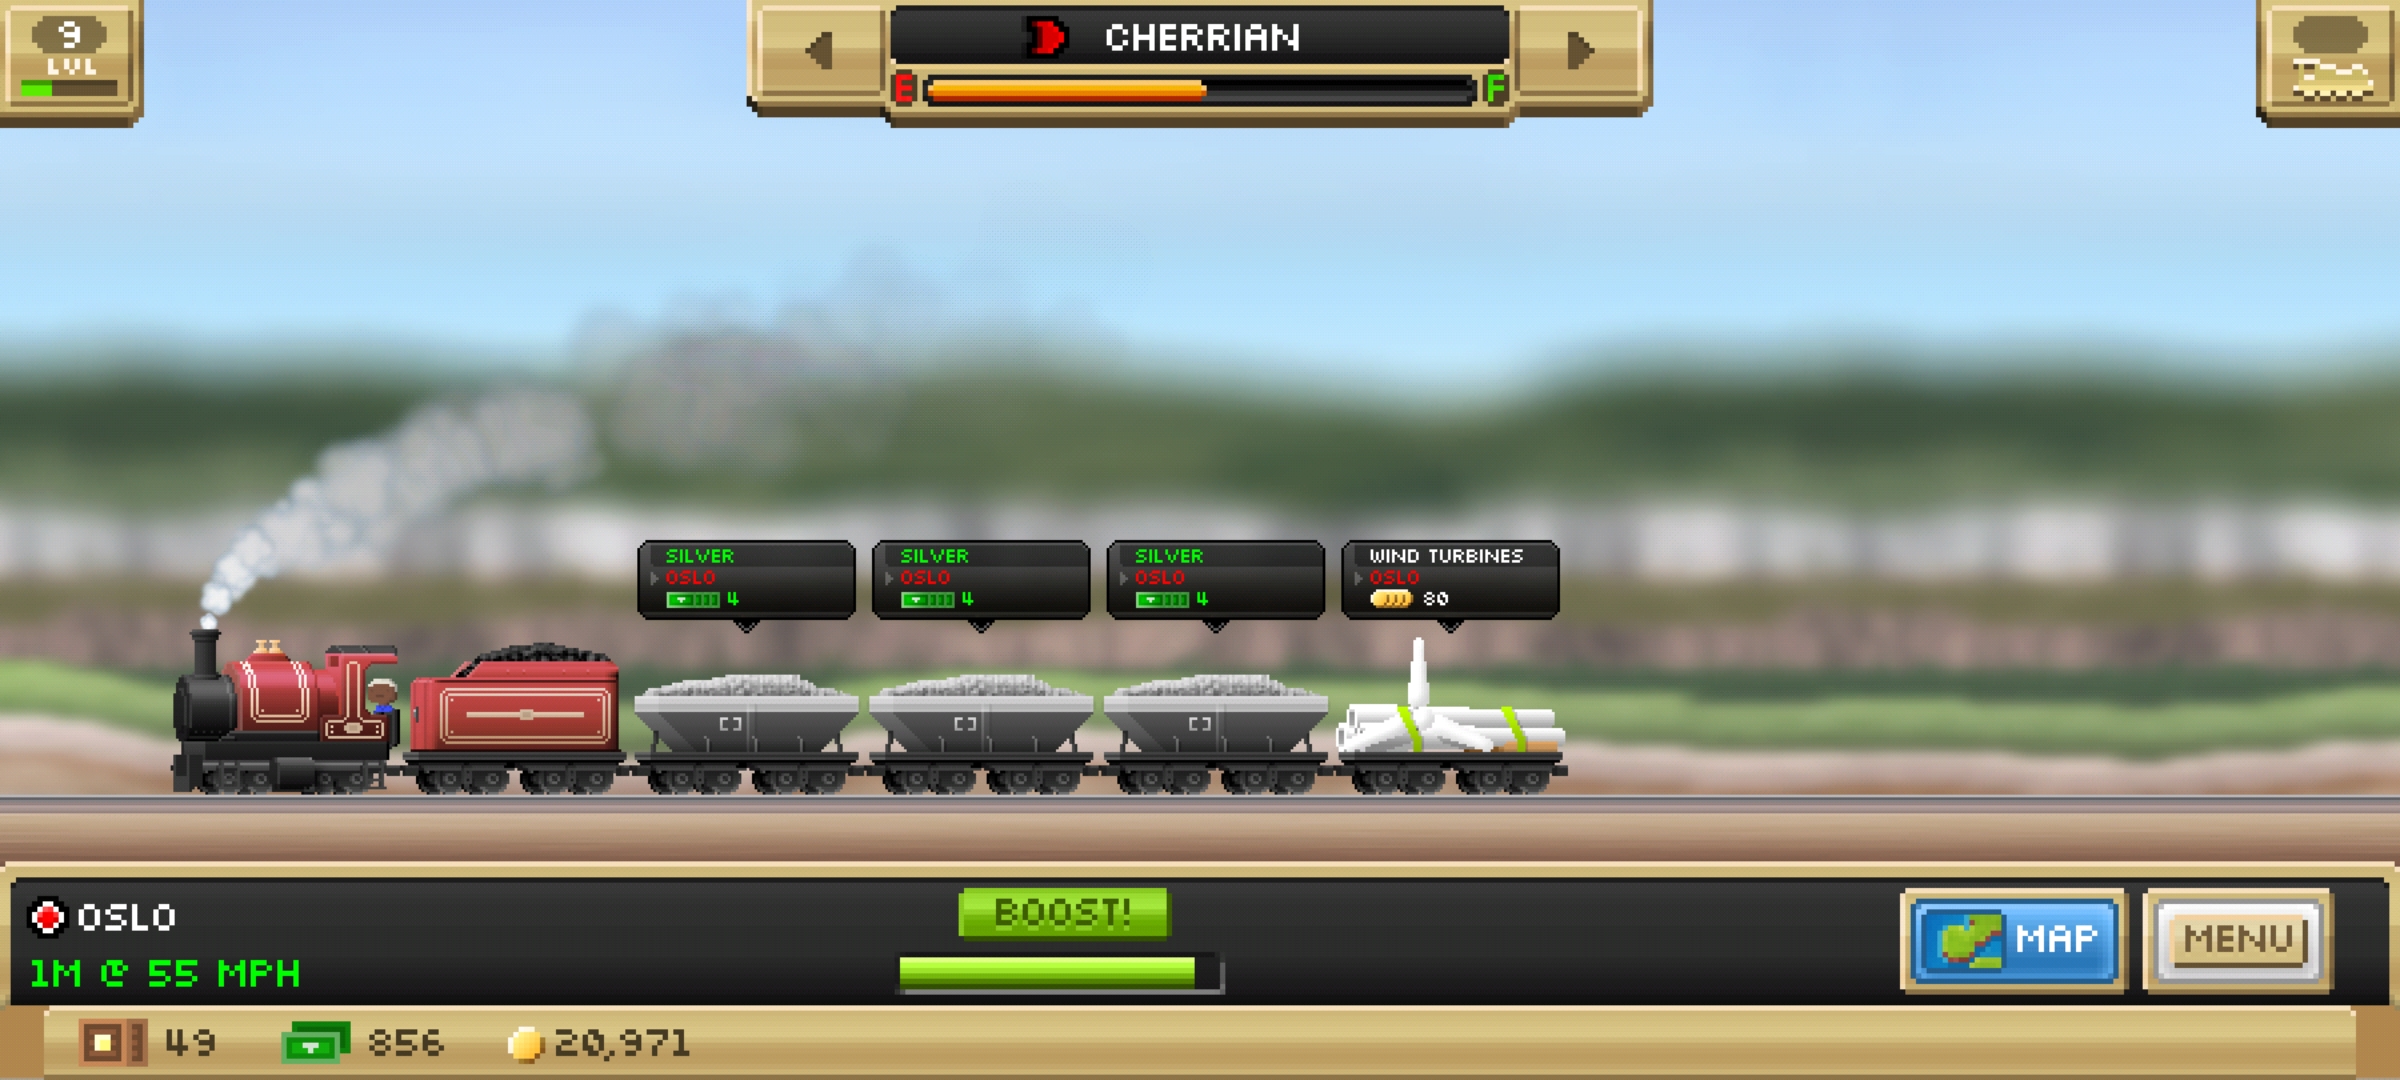 9
LVL
CHERRIAN
E F
SILVER
OSLO
4
SILVER
OSLO
4
SILVER
OSLO
4
WIND TURBINES
OSLO
80
OSLO
1M @ 55 MPH
BOOST!
MAP
MENU
49 856 20,971